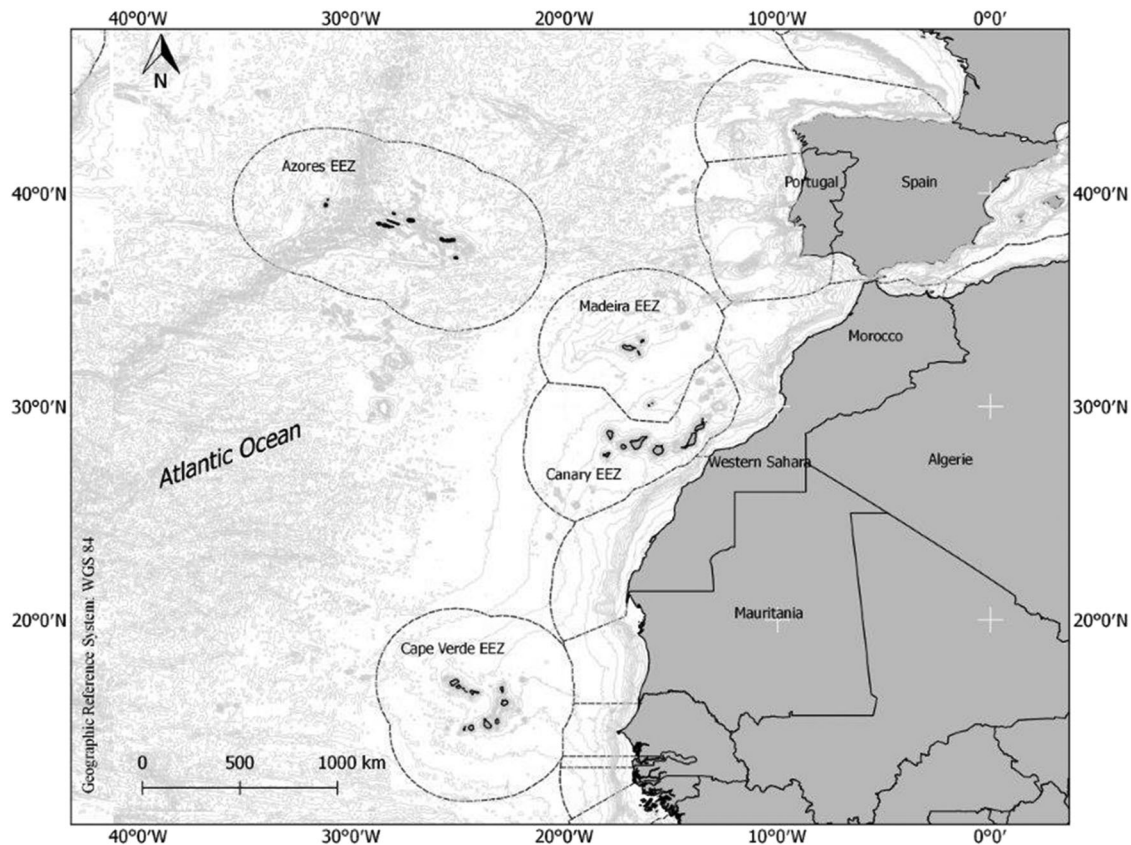 40°0'W 30°0'W 20°0'W 10°0'W 0°0'
N
Azores EEZ
40°0'N
Portugal
Spain
40°0'N
Madeira EEZ
Morocco
30°0'N
30°0'N
Atlantic Ocean
Canary EEZ
Western Sahara
Algerie
Geographic Reference System: WGS 84
20°0'N
Mauritania
20°0'N
Cape Verde EEZ
0 500 1000 km
40°0'W 30°0'W 20°0'W 10°0'W 0°0'